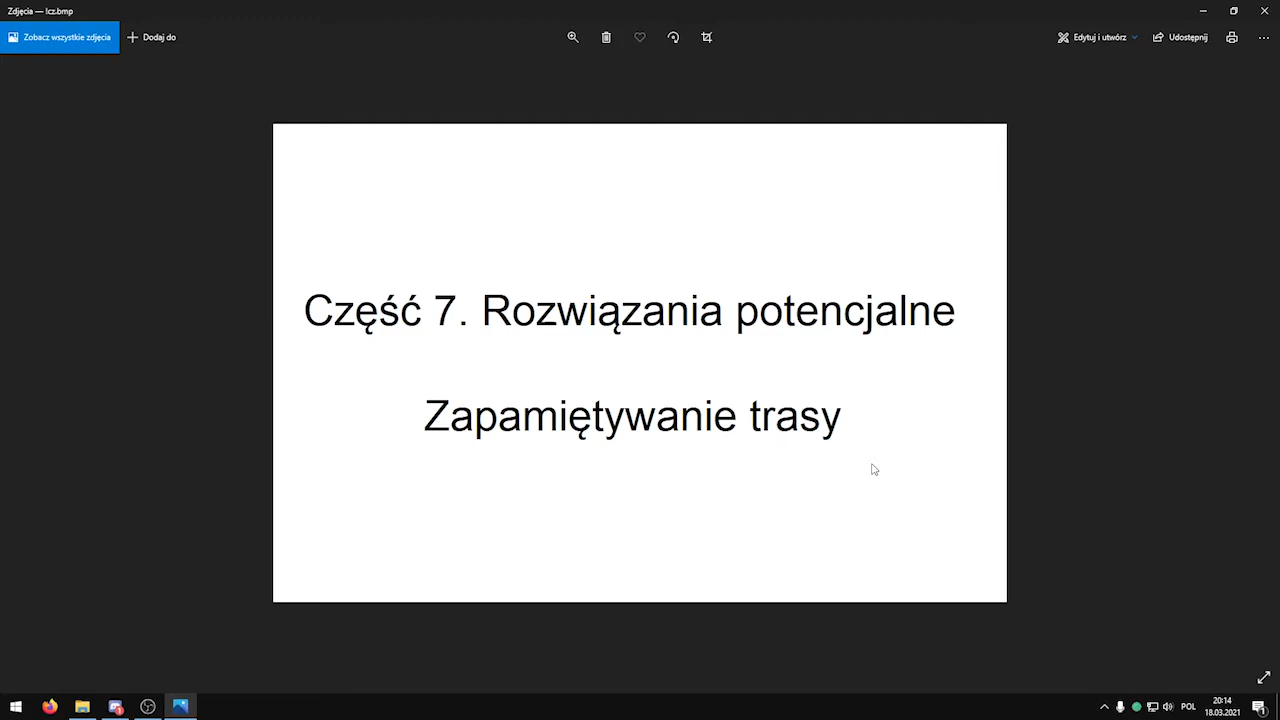 Zdjęcia — !cz.bmp
Zobacz wszystkie zdjęcia
Dodaj do
Edytuj i utwórz
Udostępnij
Część 7. Rozwiązania potencjalne
Zapamiętywanie trasy
POL
20:14
18.03.2021